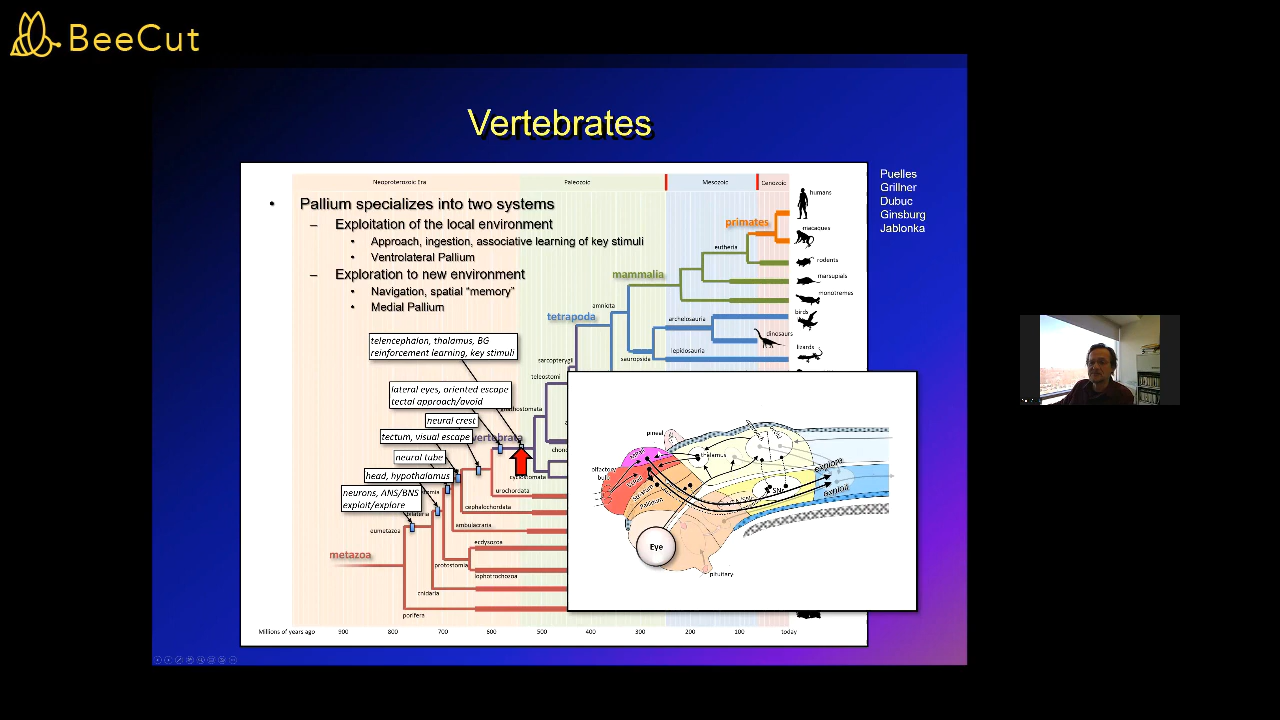 BeeCut
Vertebrates
Puelles
Grillner
Dubuc
Ginsburg
Jablonka
Neoproterozoic Era
Paleozoic
Mesozoic
Cenozoic
• Pallium specializes into two systems
– Exploitation of the local environment
• Approach, ingestion, associative learning of key stimuli
• Ventrolateral Pallium
– Exploration to new environment
• Navigation, spatial "memory"
• Medial Pallium
humans
primates
macaques
eutheria
rodents
mammalia
marsupials
monotremes
amniota
birds
tetrapoda
archelosauria
dinosaurs
lizards
lepidosauria
sauropsida
telencephalon, thalamus, BG
reinforcement learning, key stimuli
sarcopterygii
teleostomi
lateral eyes, oriented escape
tectal approach/avoid
neural crest
tectum, visual escape
vertebrata
neural tube
cyclostomata
head, hypothalamus
neurons, ANS/BNS
exploit/explore
urochordata
cephalochordata
bilateria
ambulacraria
eumetazoa
ecdysozoa
metazoa
protostomia
lophotrochozoa
cnidaria
porifera
Millions of years ago
900
800
700
600
500
400
300
200
100
today
pineal
thalamus
olfactory
bulb
explore
exploit
SNr
Eye
pituitary